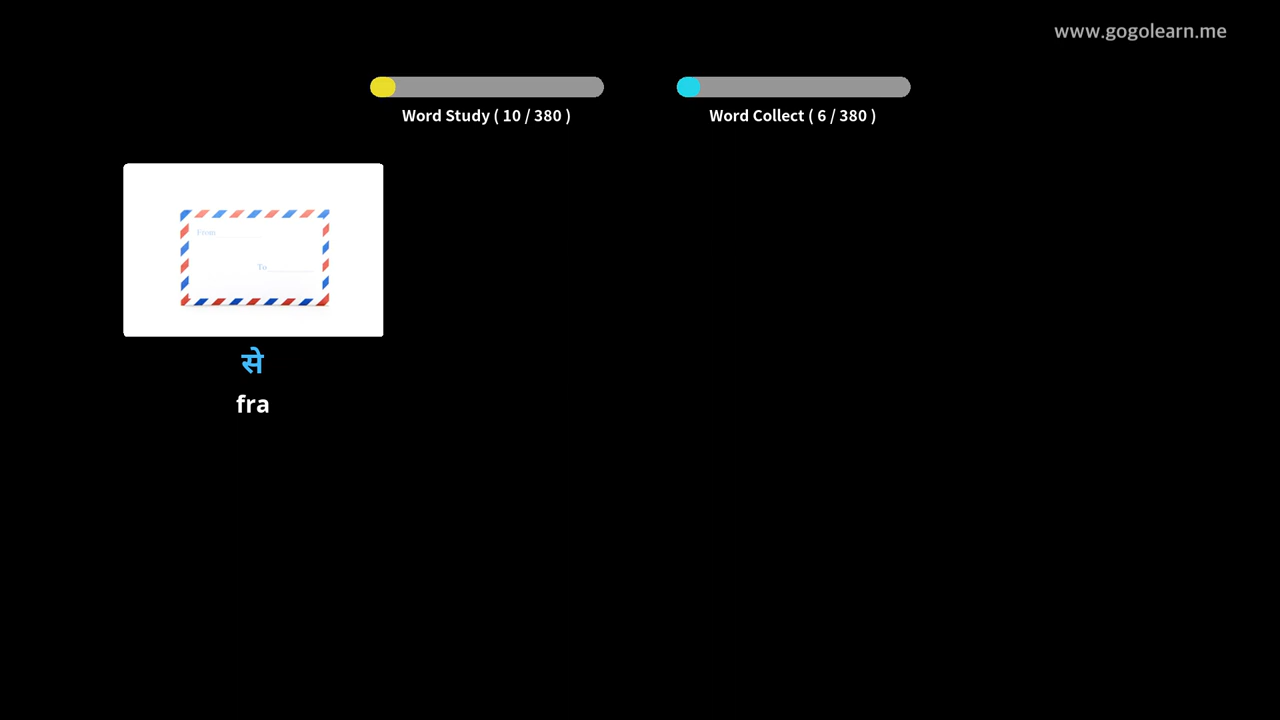 www.gogolearn.me
Word Study ( 10 / 380 )
Word Collect ( 6 / 380 )
From
To
से
fra